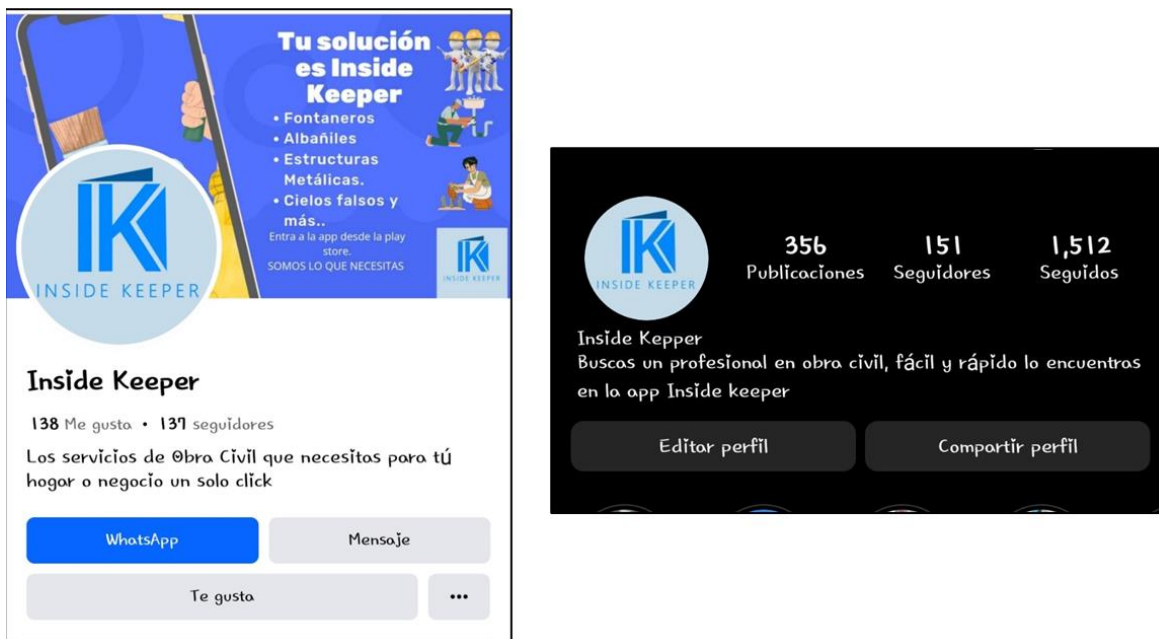 Tu solución
es Inside
Keeper
• Fontaneros
• Albañiles
• Estructuras
Metálicas.
• Cielos falsos y
más..
Entra a la app desde la play
store.
SOMOS LO QUE NECESITAS
IK
INSIDE KEEPER
IK
INSIDE KEEPER
Inside Keeper
138 Me gusta • 137 seguidores
Los servicios de Obra Civil que necesitas para tú
hogar o negocio un solo click
WhatsApp
Mensaje
Te gusta
•••
IK
INSIDE KEEPER
356
Publicaciones
151
Seguidores
1,512
Seguidos
Inside Kepper
Buscas un profesional en obra civil, fácil y rápido lo encuentras
en la app Inside keeper
Editar perfil
Compartir perfil